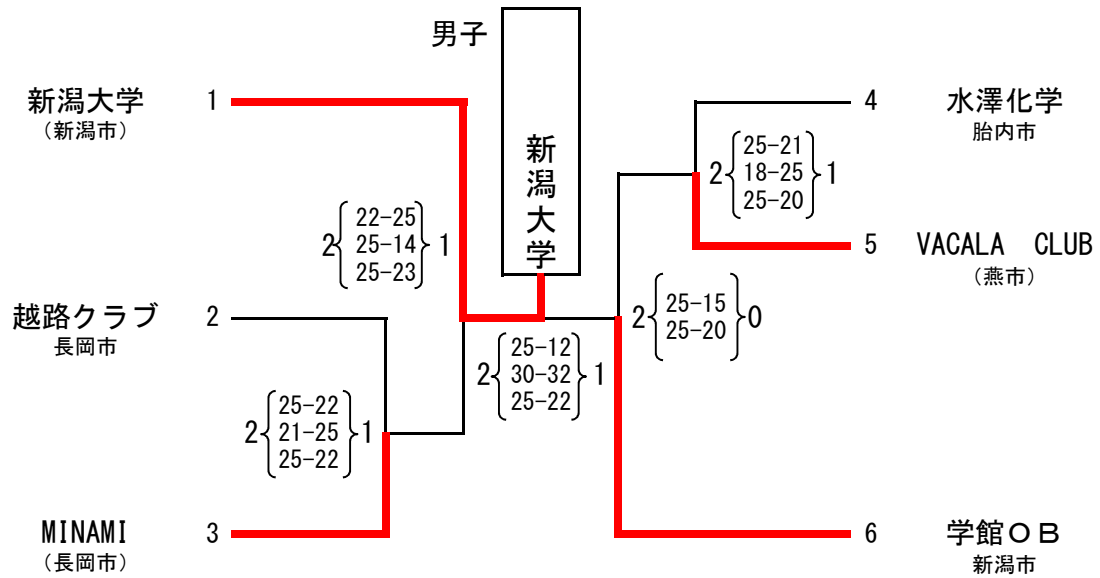 男子
新潟大学
新潟大学 1
（新潟市）
越路クラブ 2
長岡市
MINAMI 3
（長岡市）
4 水澤化学
胎内市
5 VACALA　CLUB
（燕市）
6 学館ＯＢ
新潟市
22-25
2 25-14 1
25-23
25-22
2 21-25 1
25-22
25-12
2 30-32 1
25-22
25-21
2 18-25 1
25-20
2 25-15 0
25-20